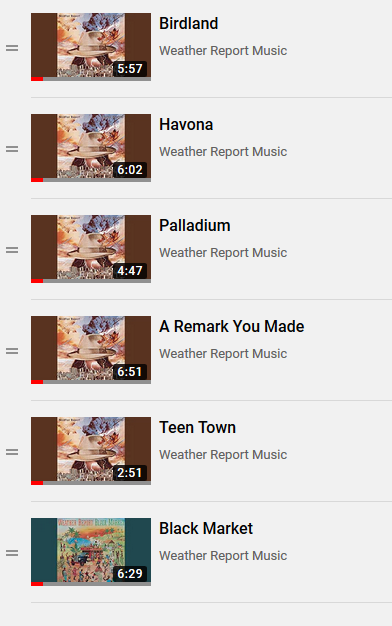 Birdland
Weather Report Music
5:57
Havona
Weather Report Music
6:02
Palladium
Weather Report Music
4:47
A Remark You Made
Weather Report Music
6:51
Teen Town
Weather Report Music
2:51
WEATHER REPORT BLACK MARKET
Black Market
Weather Report Music
6:29